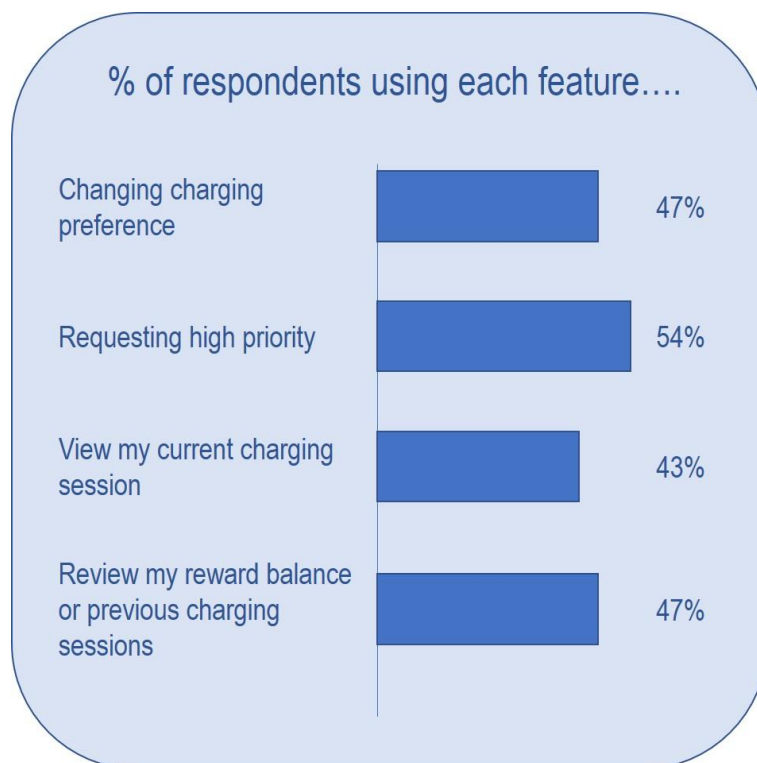 % of respondents using each feature….
Changing charging
preference
47%
Requesting high priority
54%
View my current charging
session
43%
Review my reward balance
or previous charging
sessions
47%